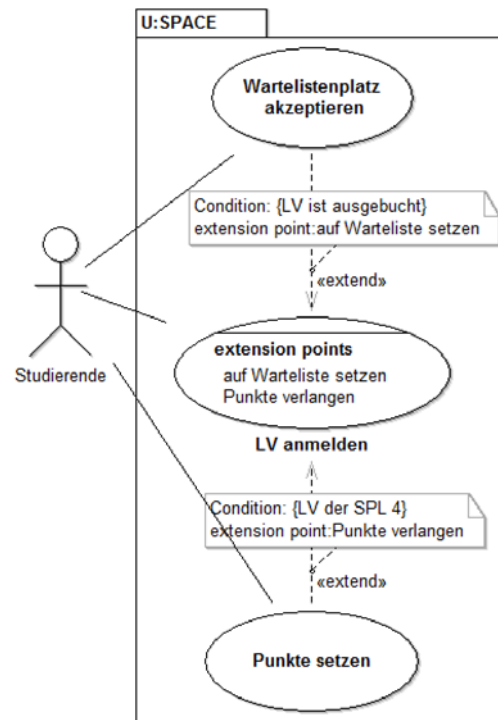 U:SPACE
Wartelistenplatz
akzeptieren
Condition: {LV ist ausgebucht}
extension point:auf Warteliste setzen
«extend»
Studierende
extension points
auf Warteliste setzen
Punkte verlangen
LV anmelden
Condition: {LV der SPL 4}
extension point:Punkte verlangen
«extend»
Punkte setzen